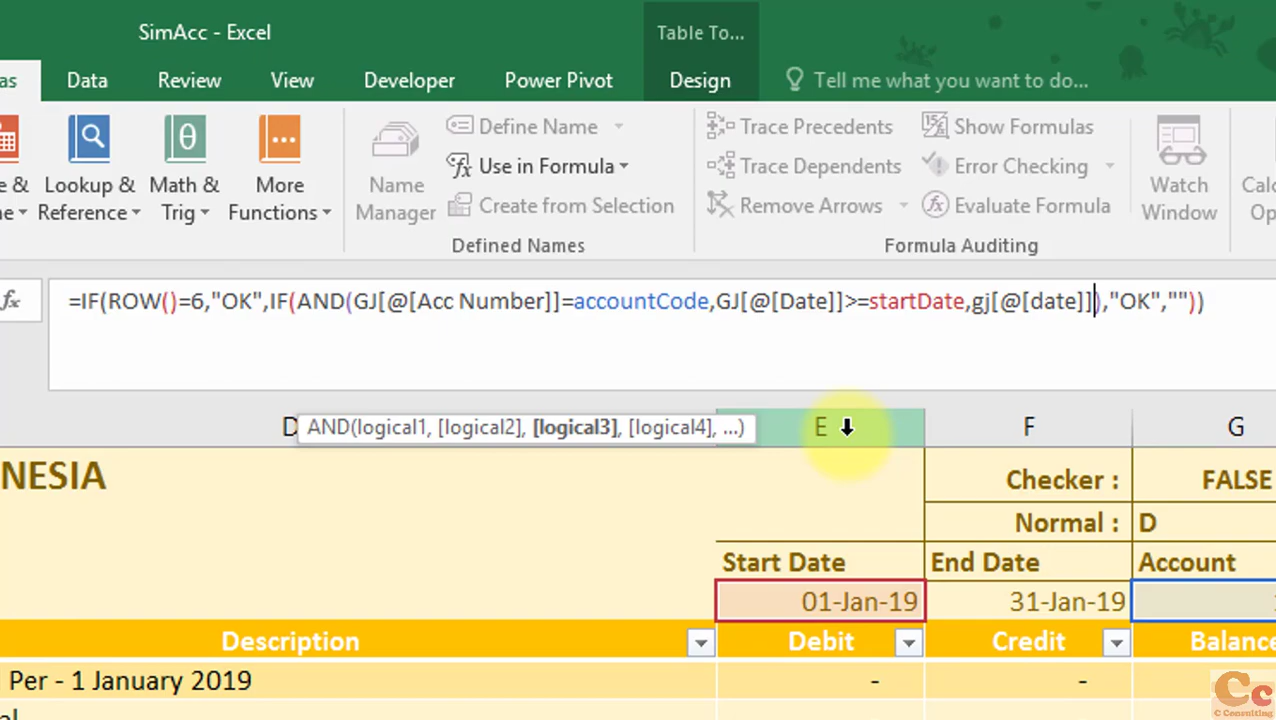 SimAcc - Excel
Table To...
as
Data
Review
View
Developer
Power Pivot
Design
Tell me what you want to do...
e &
ne
Lookup &
Reference
Math &
Trig
More
Functions
Name
Manager
Define Name
Use in Formula
Create from Selection
Defined Names
Trace Precedents
Trace Dependents
Remove Arrows
Show Formulas
Error Checking
Evaluate Formula
Formula Auditing
Watch
Window
Calc
Op
fx
=IF(ROW()=6,"OK",IF(AND(GJ[@[Acc Number]]=accountCode,GJ[@[Date]]>=startDate,gj[@[date]]),"OK",""))
AND(logical1, [logical2], [logical3], [logical4], ...)
D
E
F
G
NESIA
Checker :
FALSE
Normal :
D
Start Date
End Date
Account
01-Jan-19
31-Jan-19
Description
Debit
Credit
Balance
Per - 1 January 2019
-
-
Cc
© Consulting